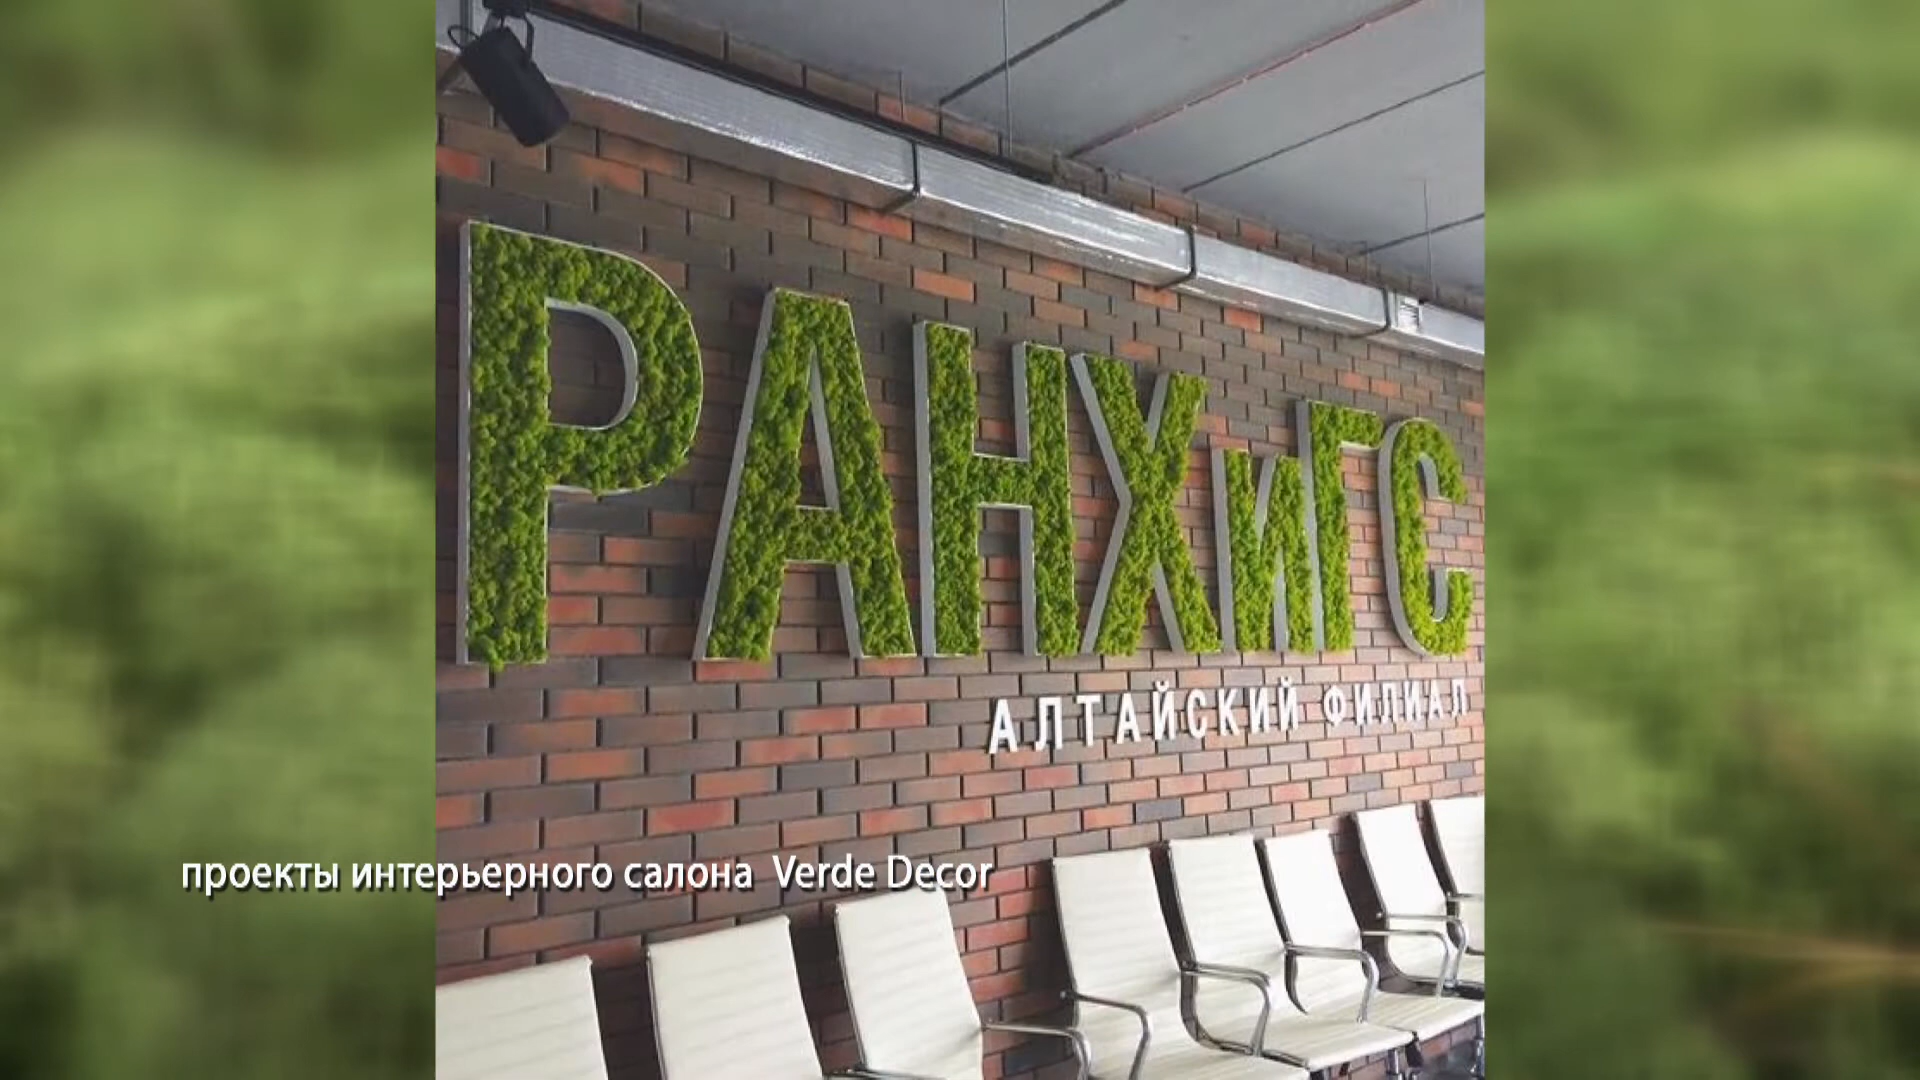 РАНХиГС
АЛТАЙСКИЙ ФИЛИАЛ
проекты интерьерного салона Verde Decor